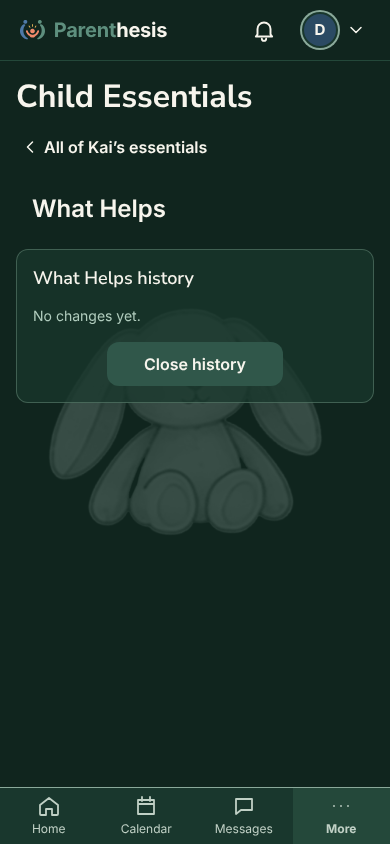 Parenthesis
D
Child Essentials
All of Kai’s essentials
What Helps
What Helps history
No changes yet.
Close history
Home
Calendar
Messages
More